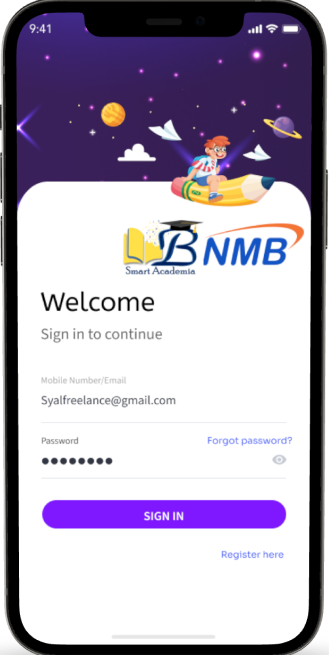 9:41
B NMB
Smart Academia
Welcome
Sign in to continue
Mobile Number/Email
Syalfreelance@gmail.com
Password
Forgot password?
SIGN IN
Register here